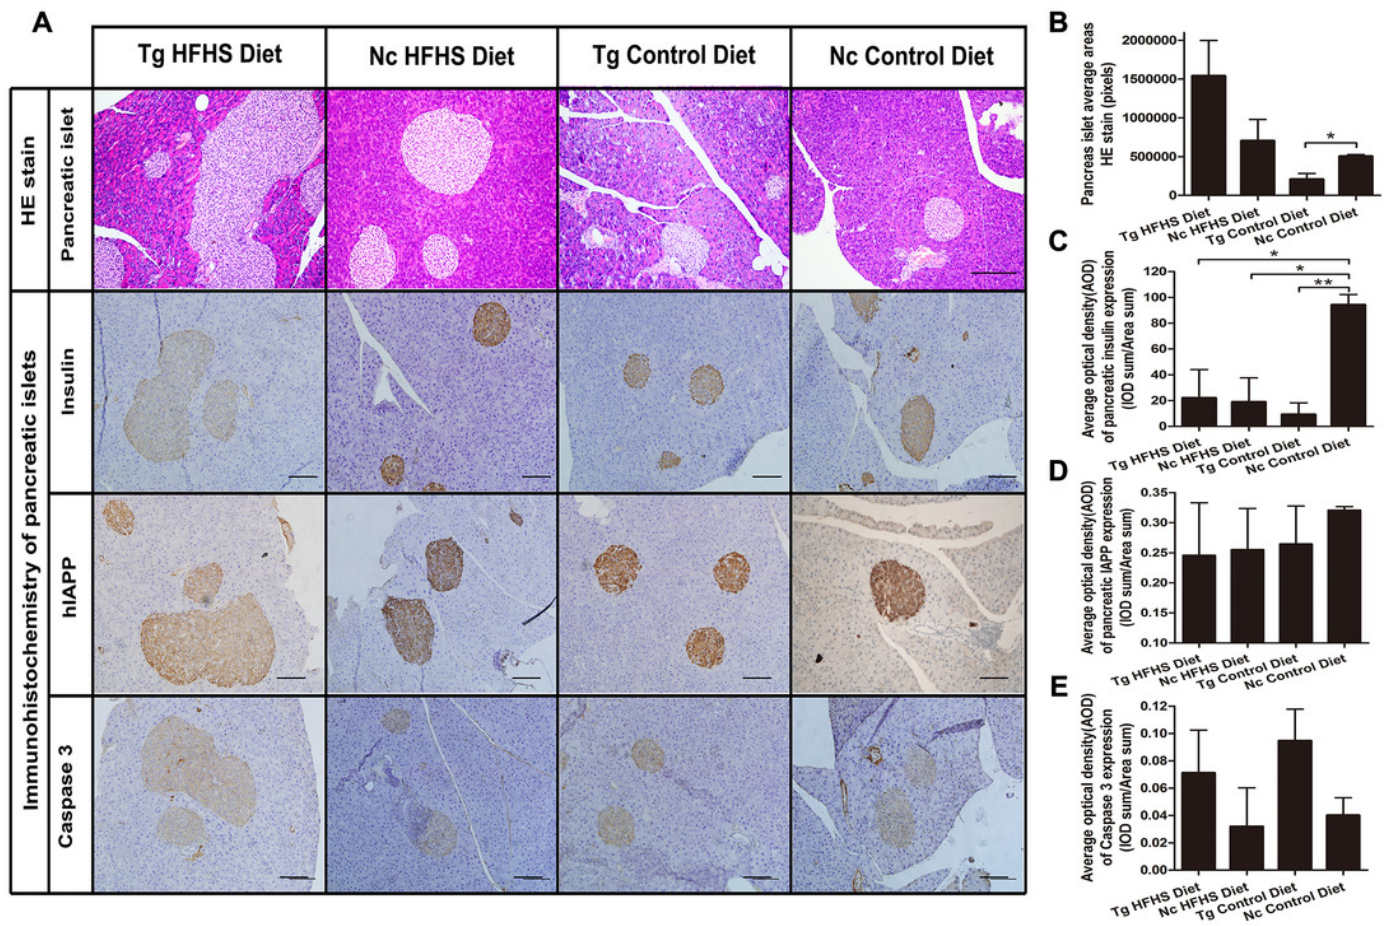 A
Tg HFHS Diet
Nc HFHS Diet
Tg Control Diet
Nc Control Diet
HE stain
Pancreatic islet
Immunohistochemistry of pancreatic islets
Insulin
hIAPP
Caspase 3
B
Pancreas islet average areas
HE stain (pixels)
2000000
1500000
1000000
500000
0
*
Tg HFHS Diet
Nc HFHS Diet
Tg Control Diet
Nc Control Diet
C
Average optical density(AOD)
of pancreatic insulin expression
(IOD sum/Area sum)
120
100
80
60
40
20
0
*
*
**
Tg HFHS Diet
Nc HFHS Diet
Tg Control Diet
Nc Control Diet
D
Average optical density(AOD)
of pancreatic IAPP expression
(IOD sum/Area sum)
0.35
0.30
0.25
0.20
0.15
0.10
Tg HFHS Diet
Nc HFHS Diet
Tg Control Diet
Nc Control Diet
E
Average optical density(AOD)
of Caspase 3 expression
(IOD sum/Area sum)
0.12
0.10
0.08
0.06
0.04
0.02
0.00
Tg HFHS Diet
Nc HFHS Diet
Tg Control Diet
Nc Control Diet